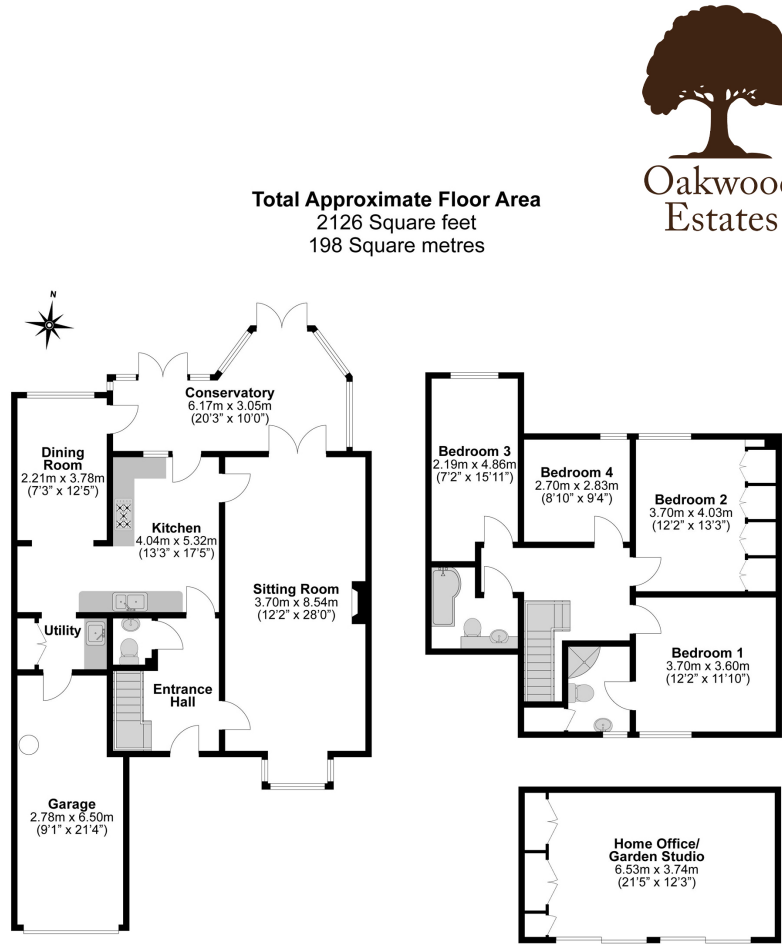 Oakwood
Estates
Total Approximate Floor Area
2126 Square feet
198 Square metres
N
Conservatory
6.17m x 3.05m
(20'3" x 10'0")
Dining
Room
2.21m x 3.78m
(7'3" x 12'5")
Kitchen
4.04m x 5.32m
(13'3" x 17'5")
Sitting Room
3.70m x 8.54m
(12'2" x 28'0")
Utility
Entrance
Hall
Garage
2.78m x 6.50m
(9'1" x 21'4")
Bedroom 3
2.19m x 4.86m
(7'2" x 15'11")
Bedroom 4
2.70m x 2.83m
(8'10" x 9'4")
Bedroom 2
3.70m x 4.03m
(12'2" x 13'3")
Bedroom 1
3.70m x 3.60m
(12'2" x 11'10")
Home Office/
Garden Studio
6.53m x 3.74m
(21'5" x 12'3")